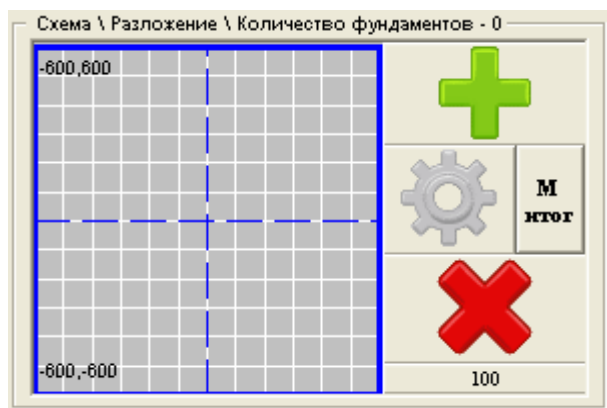 Схема \ Разложение \ Количество фундаментов - 0
-600,600
М
итог
-600,-600
100